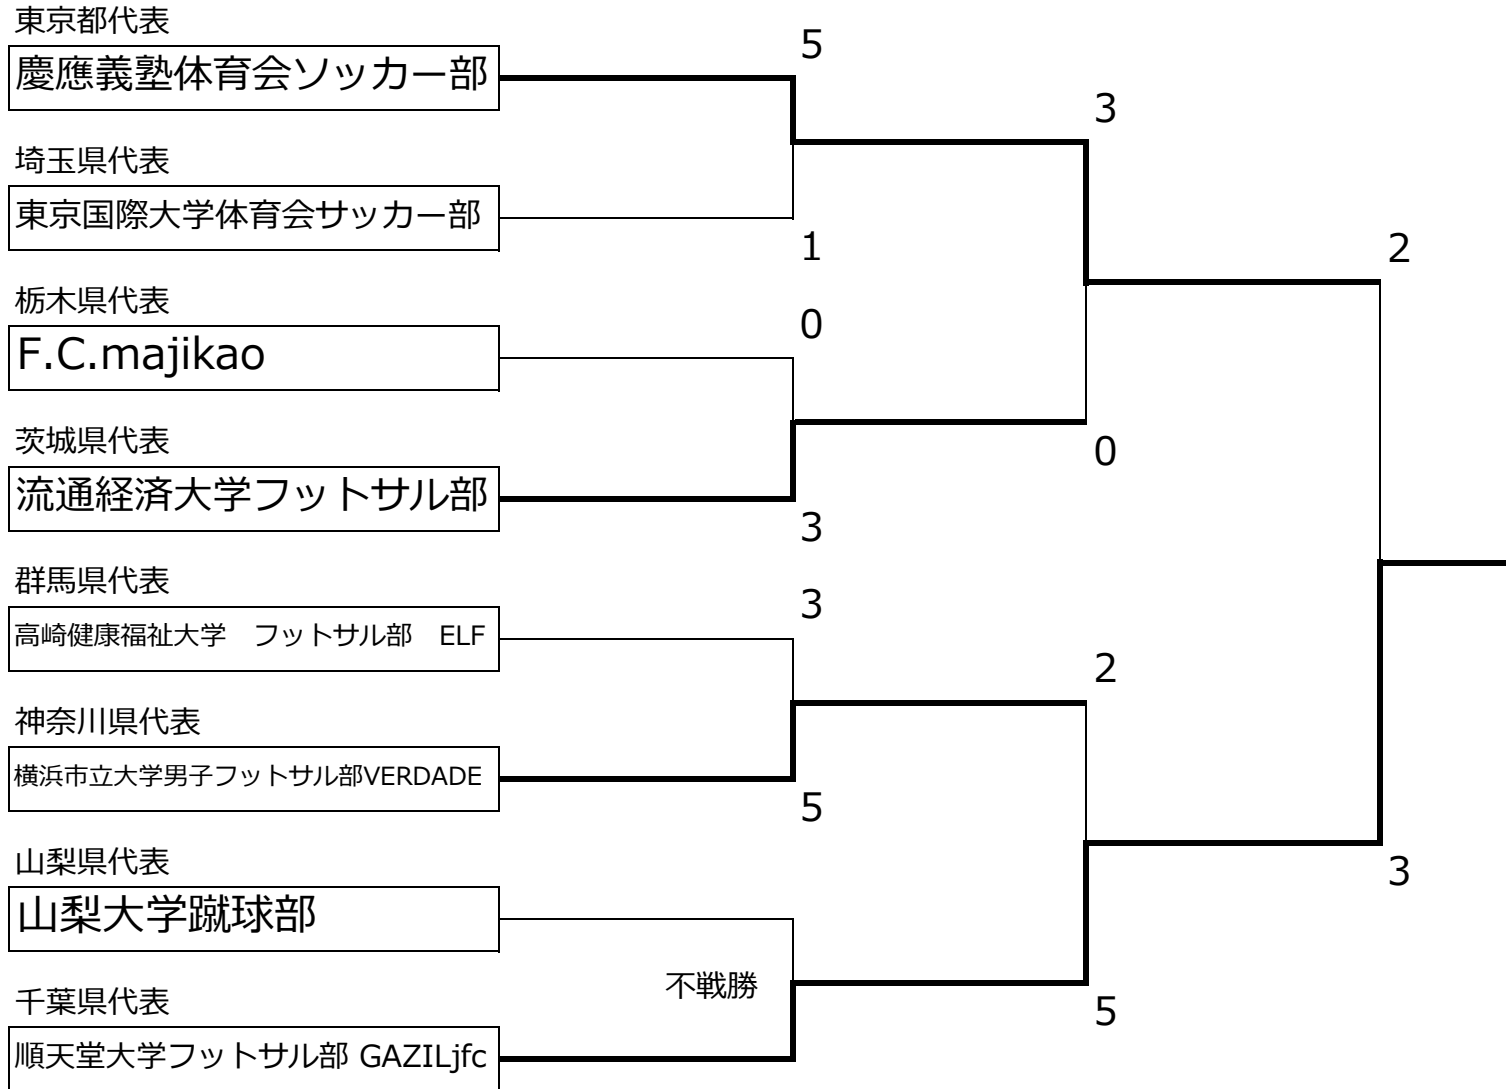 東京都代表
慶應義塾体育会ソッカー部
5
3
埼玉県代表
東京国際大学体育会サッカー部
1
2
栃木県代表
F.C.majikao
0
茨城県代表
流通経済大学フットサル部
3
0
群馬県代表
高崎健康福祉大学　フットサル部　ELF
3
2
神奈川県代表
横浜市立大学男子フットサル部VERDADE
5
山梨県代表
山梨大学蹴球部
3
不戦勝
千葉県代表
順天堂大学フットサル部 GAZILjfc
5